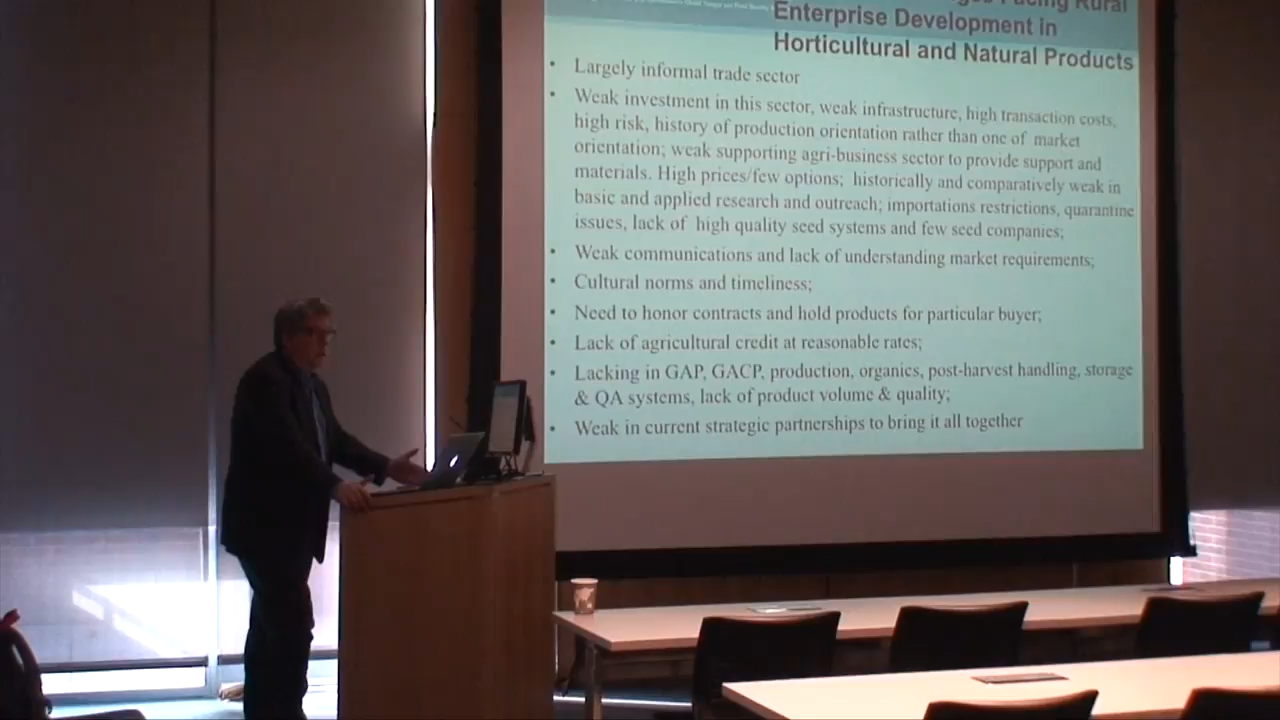 Facing Rural
Enterprise Development in
Horticultural and Natural Products
• Largely informal trade sector
• Weak investment in this sector, weak infrastructure, high transaction costs,
high risk, history of production orientation rather than one of market
orientation; weak supporting agri-business sector to provide support and
materials. High prices/few options; historically and comparatively weak in
basic and applied research and outreach; importations restrictions, quarantine
issues, lack of high quality seed systems and few seed companies;
• Weak communications and lack of understanding market requirements;
• Cultural norms and timeliness;
• Need to honor contracts and hold products for particular buyer;
• Lack of agricultural credit at reasonable rates;
• Lacking in GAP, GACP, production, organics, post-harvest handling, storage
& QA systems, lack of product volume & quality;
• Weak in current strategic partnerships to bring it all together